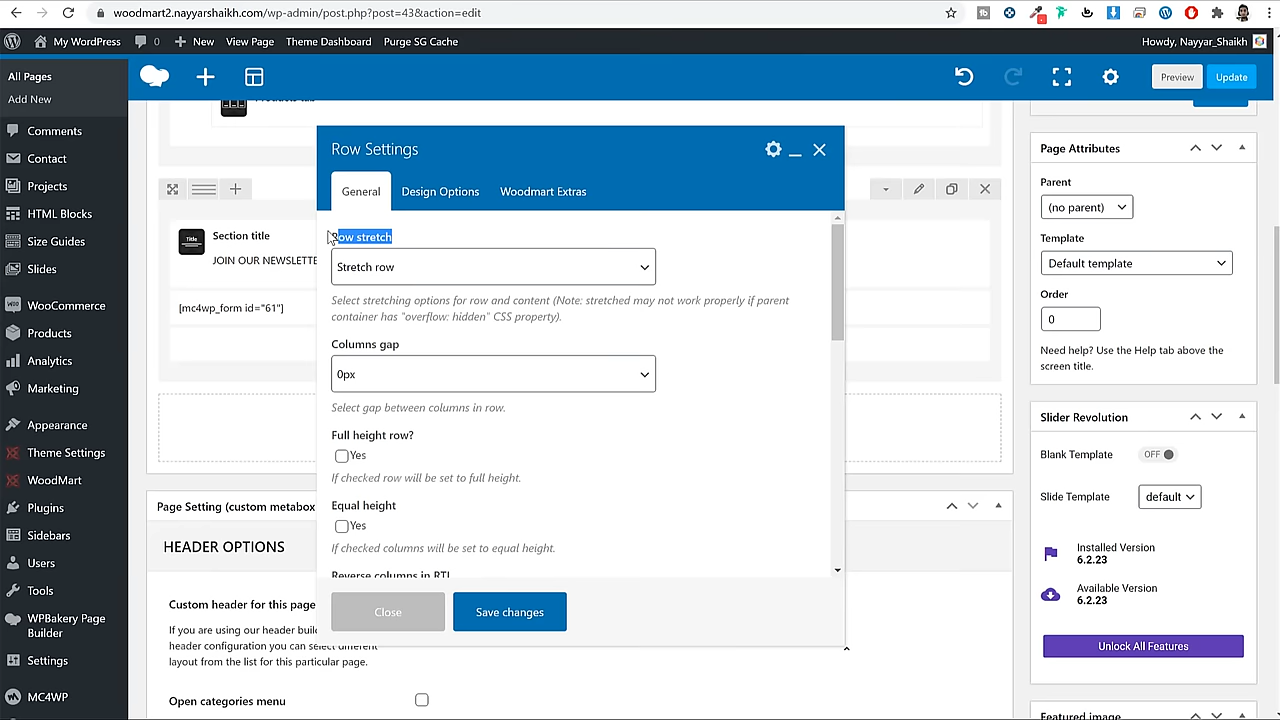 woodmart2.nayyarshaikh.com/wp-admin/post.php?post=43&action=edit
My WordPress
0
New
View Page
Theme Dashboard
Purge SG Cache
Howdy, Nayyar_Shaikh
All Pages
Add New
Comments
Contact
Projects
HTML Blocks
Size Guides
Slides
WooCommerce
Products
Analytics
Marketing
Appearance
Theme Settings
WoodMart
Plugins
Sidebars
Users
Tools
WPBakery Page
Builder
Settings
MC4WP
Preview
Update
Products tab
Title
Section title
JOIN OUR NEWSLETTE
[mc4wp_form id="61"]
Row Settings
General
Design Options
Woodmart Extras
Row stretch
Stretch row
Select stretching options for row and content (Note: stretched may not work properly if parent
container has "overflow: hidden" CSS property).
Columns gap
0px
Select gap between columns in row.
Full height row?
Yes
If checked row will be set to full height.
Equal height
Yes
If checked columns will be set to equal height.
Reverse columns in RTL
Close
Save changes
Page Setting (custom metabox
HEADER OPTIONS
Custom header for this page
If you are using our header buil
header configuration you can select different
layout from the list for this particular page.
Open categories menu
Page Attributes
Parent
(no parent)
Template
Default template
Order
0
Need help? Use the Help tab above the
screen title.
Slider Revolution
Blank Template
OFF
Slide Template
default
Installed Version
6.2.23
Available Version
6.2.23
Unlock All Features
Featured image